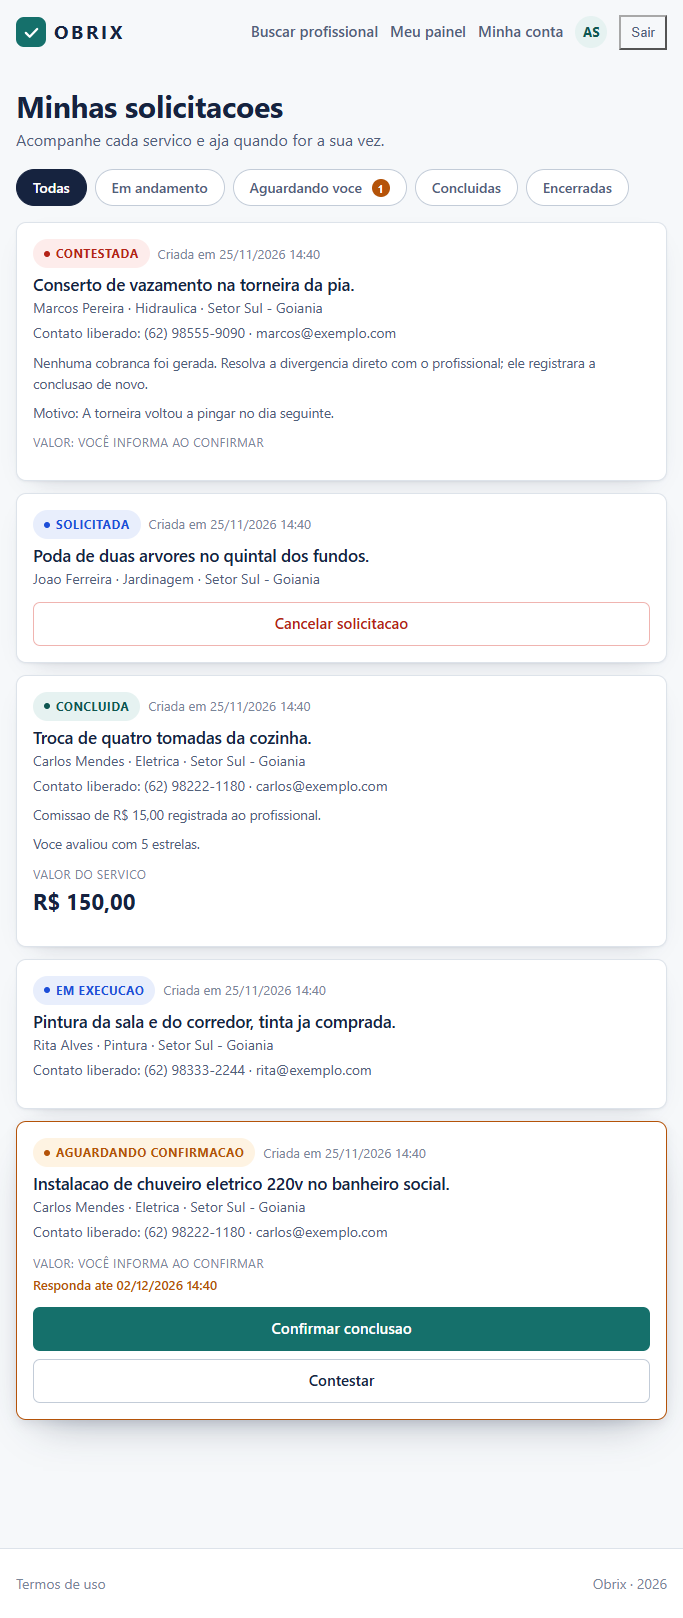 OBRIX
Buscar profissional
Meu painel
Minha conta
AS
Sair
Minhas solicitacoes
Acompanhe cada servico e aja quando for a sua vez.
Todas
Em andamento
Aguardando voce 1
Concluidas
Encerradas
CONTESTADA Criada em 25/11/2026 14:40
Conserto de vazamento na torneira da pia.
Marcos Pereira · Hidraulica · Setor Sul - Goiania
Contato liberado: (62) 98555-9090 · marcos@exemplo.com
Nenhuma cobranca foi gerada. Resolva a divergencia direto com o profissional; ele registrara a
conclusao de novo.
Motivo: A torneira voltou a pingar no dia seguinte.
VALOR: VOCÊ INFORMA AO CONFIRMAR
SOLICITADA Criada em 25/11/2026 14:40
Poda de duas arvores no quintal dos fundos.
Joao Ferreira · Jardinagem · Setor Sul - Goiania
Cancelar solicitacao
CONCLUIDA Criada em 25/11/2026 14:40
Troca de quatro tomadas da cozinha.
Carlos Mendes · Eletrica · Setor Sul - Goiania
Contato liberado: (62) 98222-1180 · carlos@exemplo.com
Comissao de R$ 15,00 registrada ao profissional.
Voce avaliou com 5 estrelas.
VALOR DO SERVICO
R$ 150,00
EM EXECUCAO Criada em 25/11/2026 14:40
Pintura da sala e do corredor, tinta ja comprada.
Rita Alves · Pintura · Setor Sul - Goiania
Contato liberado: (62) 98333-2244 · rita@exemplo.com
AGUARDANDO CONFIRMACAO Criada em 25/11/2026 14:40
Instalacao de chuveiro eletrico 220v no banheiro social.
Carlos Mendes · Eletrica · Setor Sul - Goiania
Contato liberado: (62) 98222-1180 · carlos@exemplo.com
VALOR: VOCÊ INFORMA AO CONFIRMAR
Responda ate 02/12/2026 14:40
Confirmar conclusao
Contestar
Termos de uso
Obrix · 2026